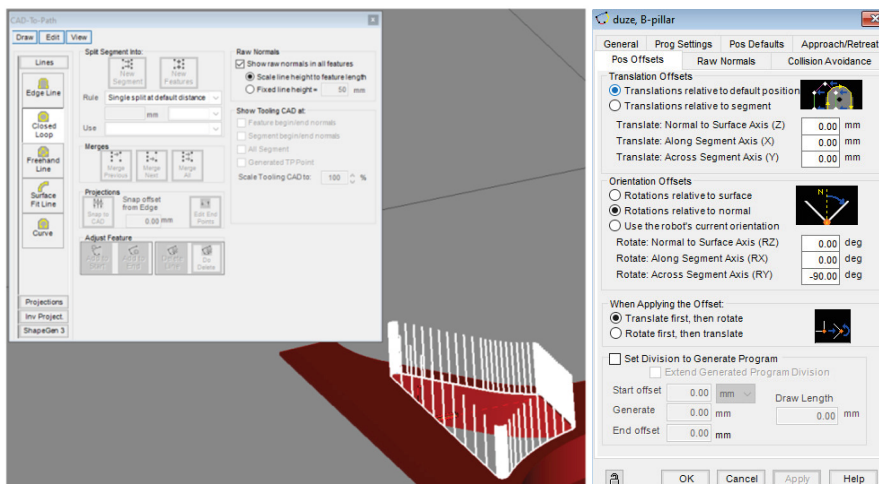 CAD-To-Path
Draw Edit View
Lines
Edge Line
Closed Loop
Freehand Line
Surface Fit Line
Curve
Projections
Inv Project.
ShapeGen 3
Split Segment Into:
New Segment
New Features
Rule Single split at default distance
mm
Use
Merges
Merge Previous
Merge Next
Merge All
Projections
Snap to CAD
Snap offset from Edge
0.00 mm
Edit End Points
Adjust Feature
Add to Start
Add to End
Delete Line
Raw Normals
Show raw normals in all features
Scale line height to feature length
Fixed line height = 50 mm
Show Tooling CAD at:
Feature begin/end normals
Segment begin/end normals
All Segment
Generated TP Point
Scale Tooling CAD to: 100 %
duze, B-pillar
General Prog Settings Pos Defaults Approach/Retreat
Pos Offsets Raw Normals Collision Avoidance
Translation Offsets
Translations relative to default position
Translations relative to segment
Translate: Normal to Surface Axis (Z) 0.00 mm
Translate: Along Segment Axis (X) 0.00 mm
Translate: Across Segment Axis (Y) 0.00 mm
Orientation Offsets
Rotations relative to surface
Rotations relative to normal
Use the robot's current orientation
N
Rotate: Normal to Surface Axis (RZ) 0.00 deg
Rotate: Along Segment Axis (RX) 0.00 deg
Rotate: Across Segment Axis (RY) -90.00 deg
When Applying the Offset:
Translate first, then rotate
Rotate first, then translate
Set Division to Generate Program
Extend Generated Program Division
Start offset 0.00 mm
Generate 0.00 mm
End offset 0.00 mm
Draw Length
0.00 mm
OK Cancel Apply Help